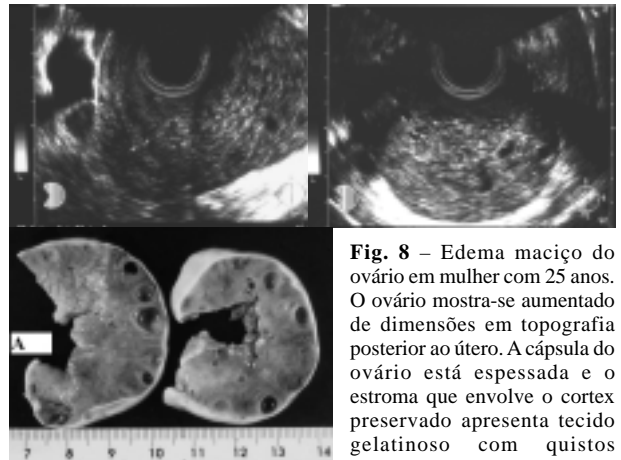 Fig. 8 – Edema maciço do
ovário em mulher com 25 anos.
O ovário mostra-se aumentado
de dimensões em topografia
posterior ao útero. A cápsula do
ovário está espessada e o
estroma que envolve o cortex
preservado apresenta tecido
gelatinoso com quistos
A
7 8 9 10 11 12 13 14